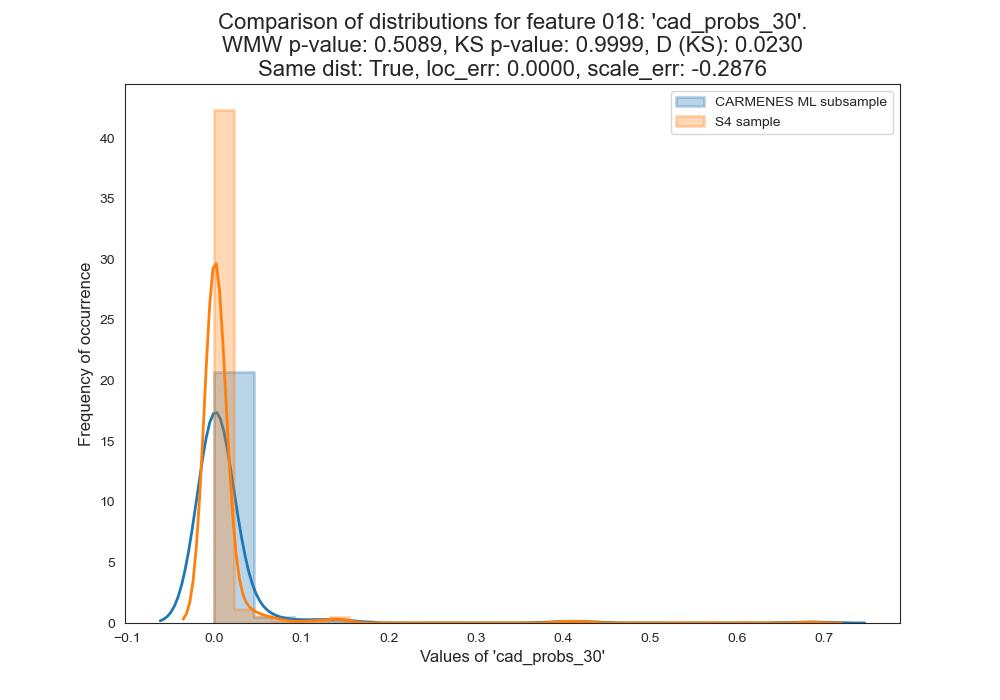 Comparison of distributions for feature 018: 'cad_probs_30'.
WMW p-value: 0.5089, KS p-value: 0.9999, D (KS): 0.0230
Same dist: True, loc_err: 0.0000, scale_err: -0.2876
CARMENES ML subsample
S4 sample
Frequency of occurrence
40
35
30
25
20
15
10
5
0
−0.1 0.0 0.1 0.2 0.3 0.4 0.5 0.6 0.7
Values of 'cad_probs_30'